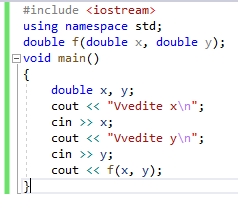 #include <iostream>
using namespace std;
double f(double x, double y);
void main()
{
double x, y;
cout << "Vvedite x\n";
cin >> x;
cout << "Vvedite y\n";
cin >> y;
cout << f(x, y);
}